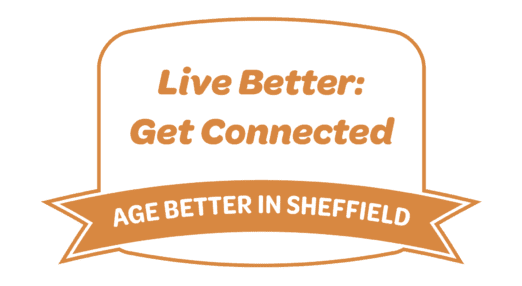 Live Better:
Get Connected
AGE BETTER IN SHEFFIELD